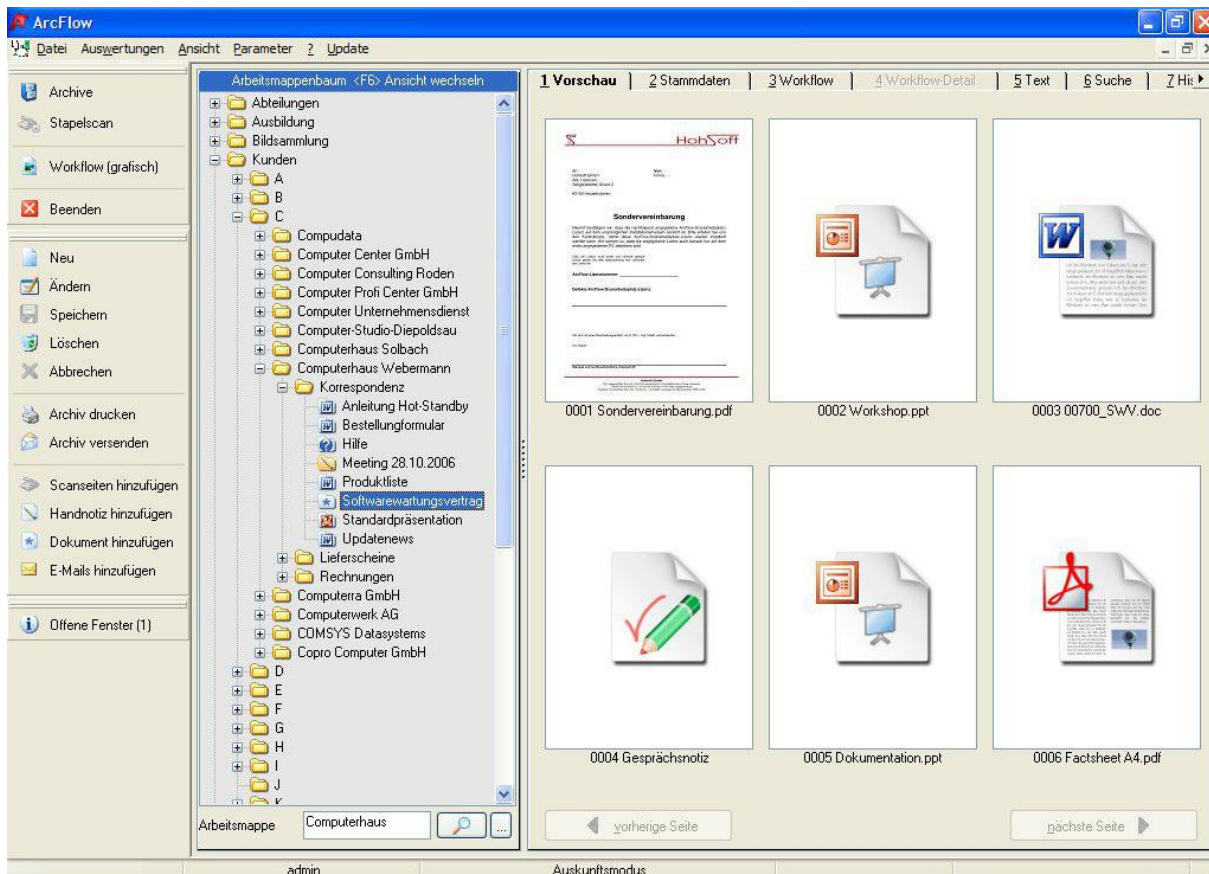 ArcFlow
Datei Auswertungen Ansicht Parameter ? Update
Archive
Stapelscan
Workflow (grafisch)
Beenden
Neu
Ändern
Speichern
Löschen
Abbrechen
Archiv drucken
Archiv versenden
Scanseiten hinzufügen
Handnotiz hinzufügen
Dokument hinzufügen
E-Mails hinzufügen
Offene Fenster (1)
Arbeitsmappenbaum <F6> Ansicht wechseln
Abteilungen
Ausbildung
Bildsammlung
Kunden
A
B
C
Compudata
Computer Center GmbH
Computer Consulting Roden
Computer Profi Center GmbH
Computer Unternehmensdienst
Computer-Studio-Diepoldsau
Computerhaus Solbach
Computerhaus Webermann
Korrespondenz
Anleitung Hot-Standby
Bestellungformular
Hilfe
Meeting 28.10.2006
Produktliste
Softwarewartungsvertrag
Standardpräsentation
Updatenews
Lieferscheine
Rechnungen
Computerra GmbH
Computerwerk AG
COMSYS Datasystems
Copro Computer GmbH
D
E
F
G
H
I
J
K
Arbeitsmappe Computerhaus ...
1 Vorschau 2 Stammdaten 3 Workflow 4 Workflow-Detail 5 Text 6 Suche 7 His
HohSoft
Sondervereinbarung
0001 Sondervereinbarung.pdf 0002 Workshop.ppt 0003 00700_SWV.doc
0004 Gesprächsnotiz 0005 Dokumentation.ppt 0006 Factsheet A4.pdf
vorherige Seite nächste Seite
admin Auskunftsmodus